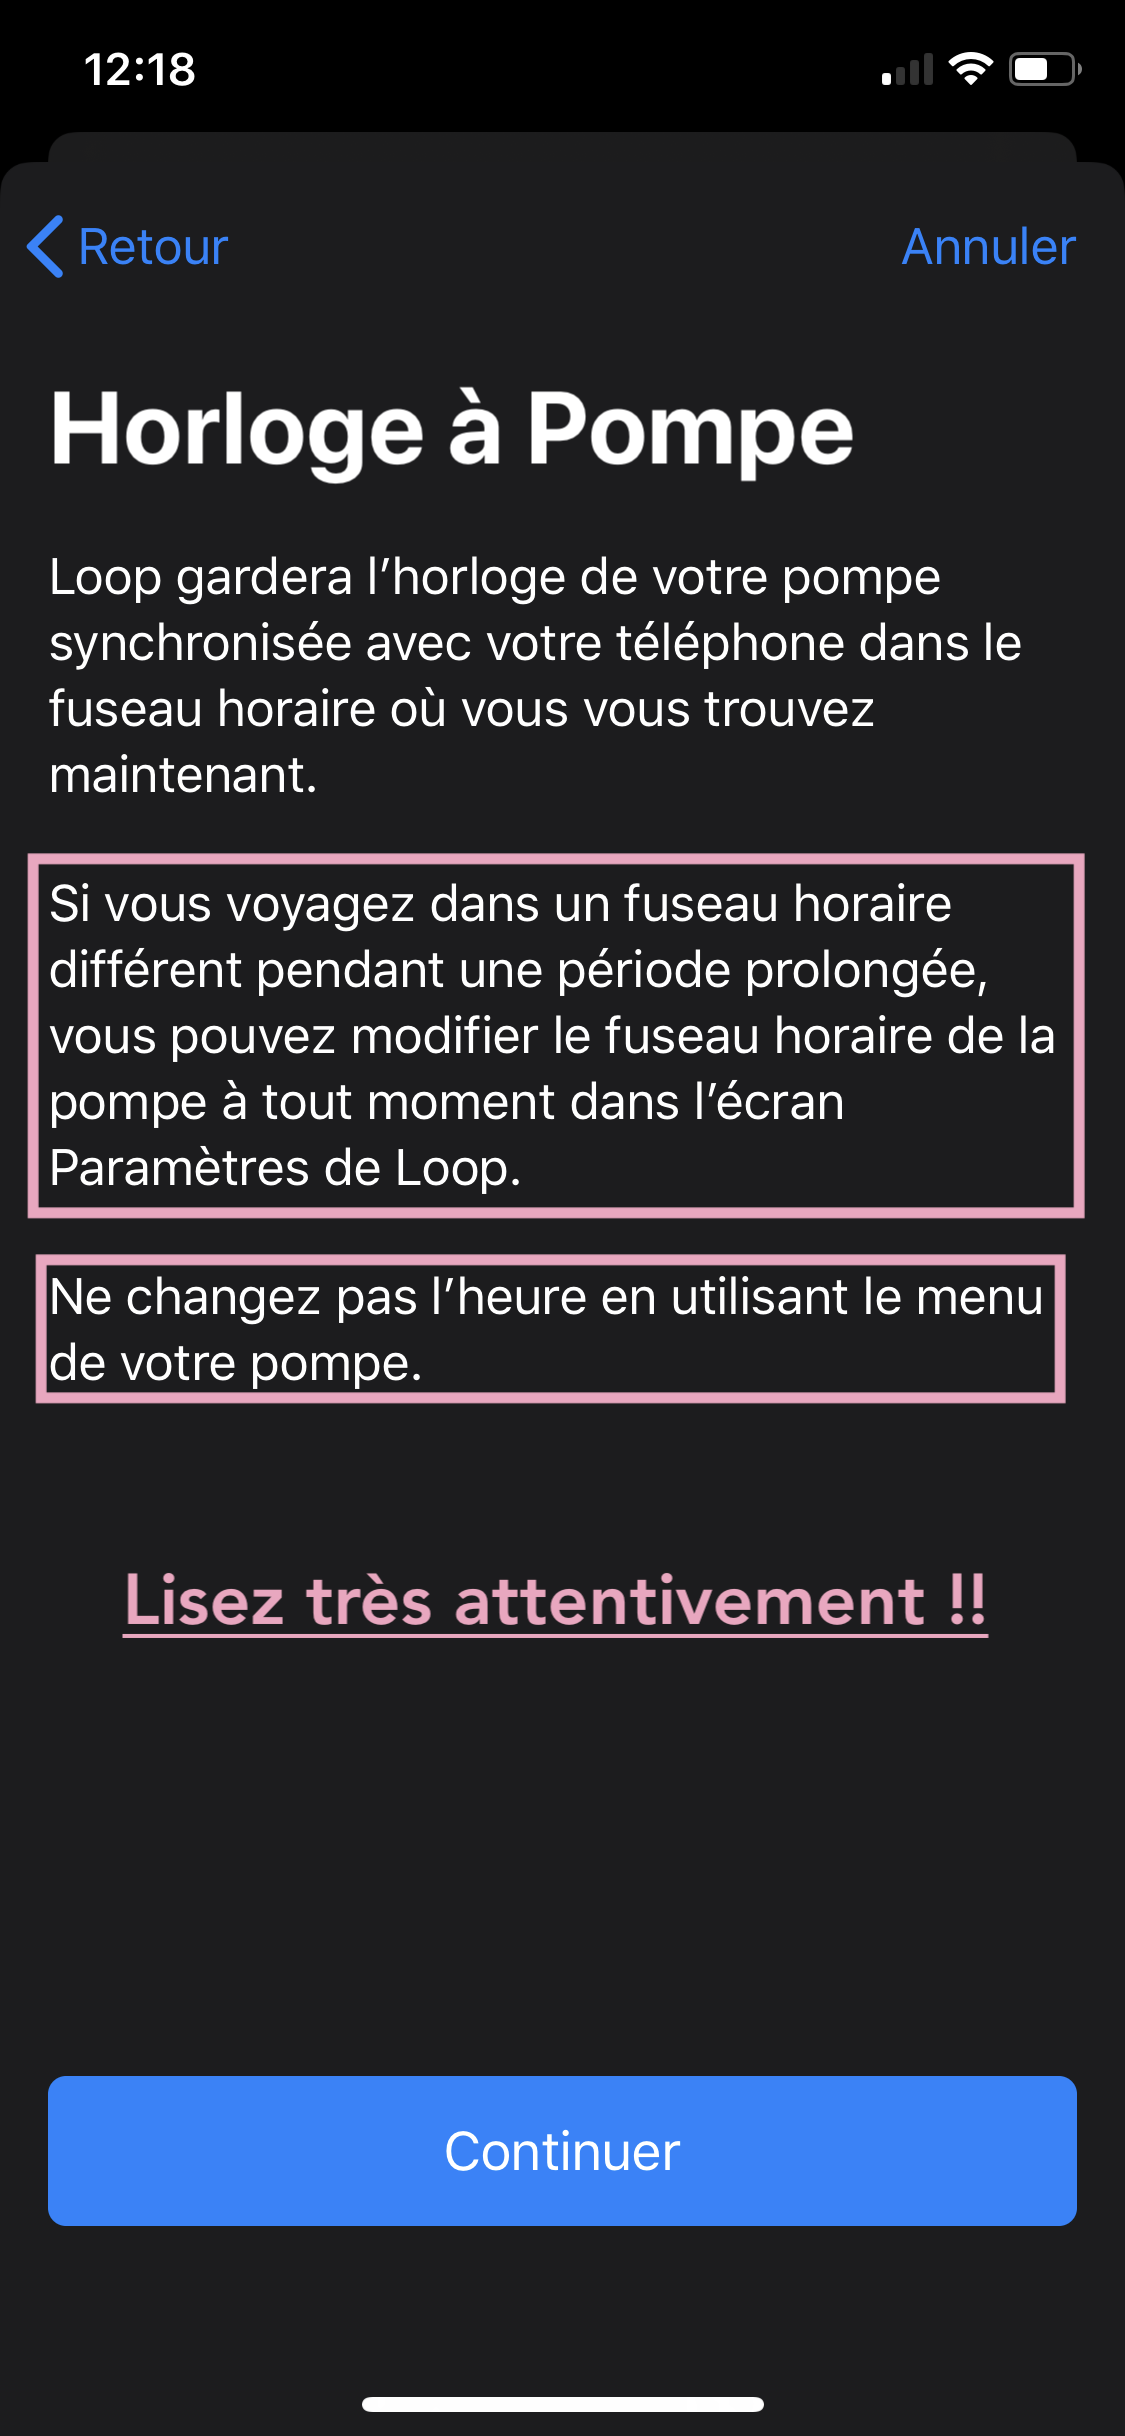 12:18
Retour
Annuler
Horloge à Pompe
Loop gardera l’horloge de votre pompe
synchronisée avec votre téléphone dans le
fuseau horaire où vous vous trouvez
maintenant.
Si vous voyagez dans un fuseau horaire
différent pendant une période prolongée,
vous pouvez modifier le fuseau horaire de la
pompe à tout moment dans l’écran
Paramètres de Loop.
Ne changez pas l’heure en utilisant le menu
de votre pompe.
Lisez très attentivement !!
Continuer